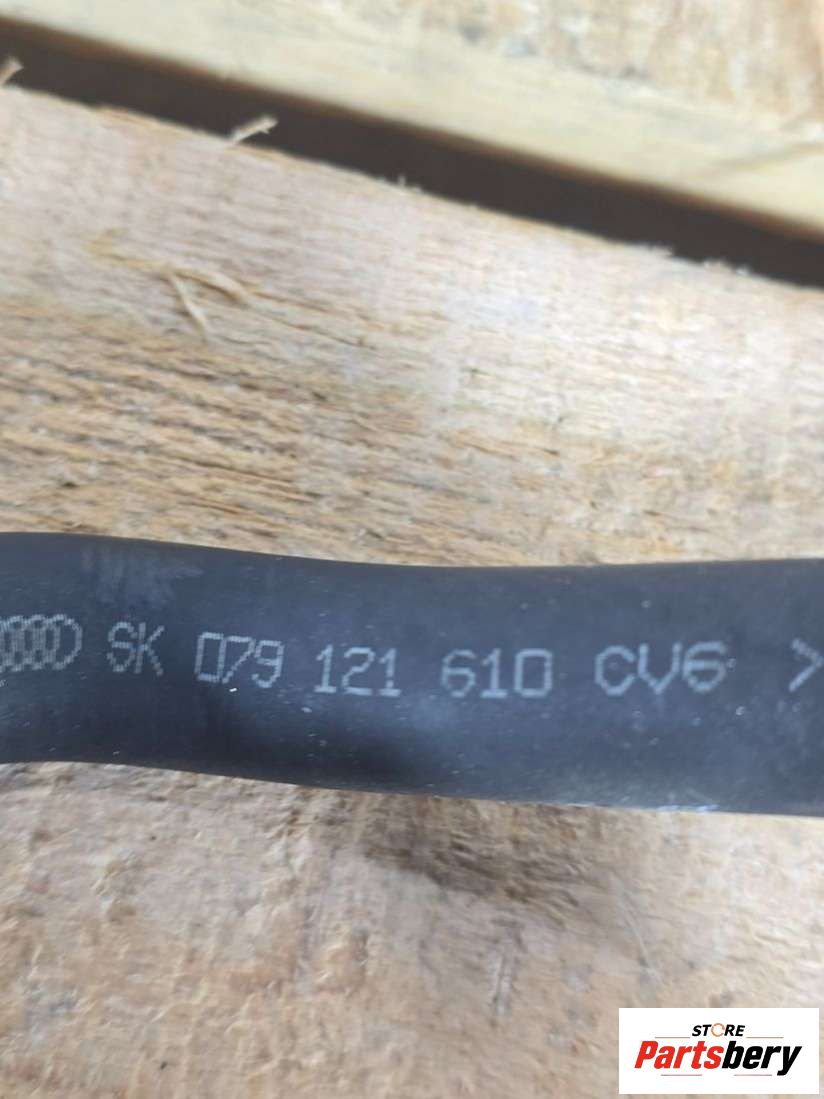 SK 079 121 610 CV6 >
STORE
Partsbery